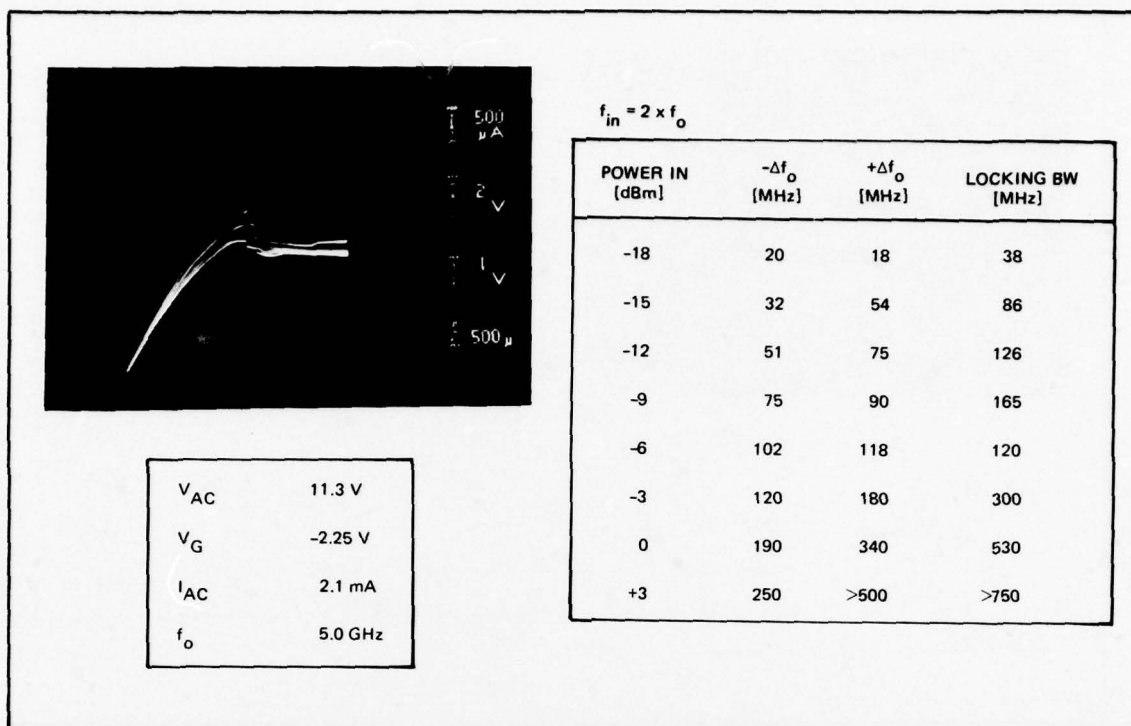 500
μA
2
V
1
V
500 μ
V_AC 11.3 V
V_G -2.25 V
I_AC 2.1 mA
f_o 5.0 GHz
f_in = 2 x f_o
POWER IN [dBm] -Δf_o [MHz] +Δf_o [MHz] LOCKING BW [MHz]
-18 20 18 38
-15 32 54 86
-12 51 75 126
-9 75 90 165
-6 102 118 120
-3 120 180 300
0 190 340 530
+3 250 >500 >750